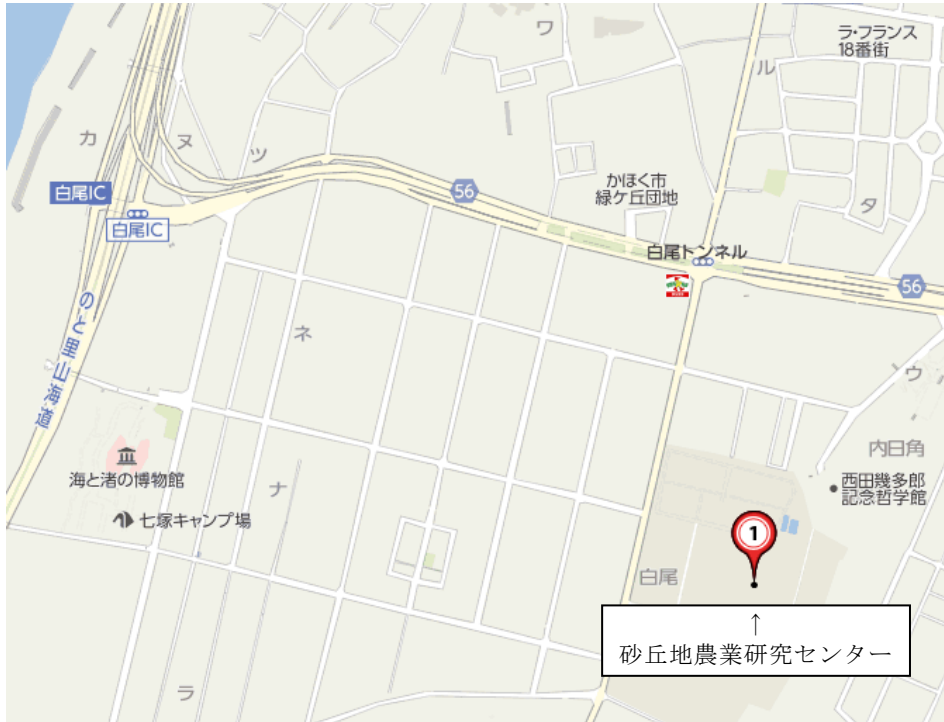 ワ
ラ・フランス
18番街
ル
カ
ヌ
ツ
56
白尾IC
白尾IC
かほく市
緑ケ丘団地
タ
白尾トンネル
56
のと里山海道
ネ
ウ
内日角
海と渚の博物館
ナ
西田幾多郎
記念哲学館
七塚キャンプ場
1
白尾
↑
砂丘地農業研究センター
ラ